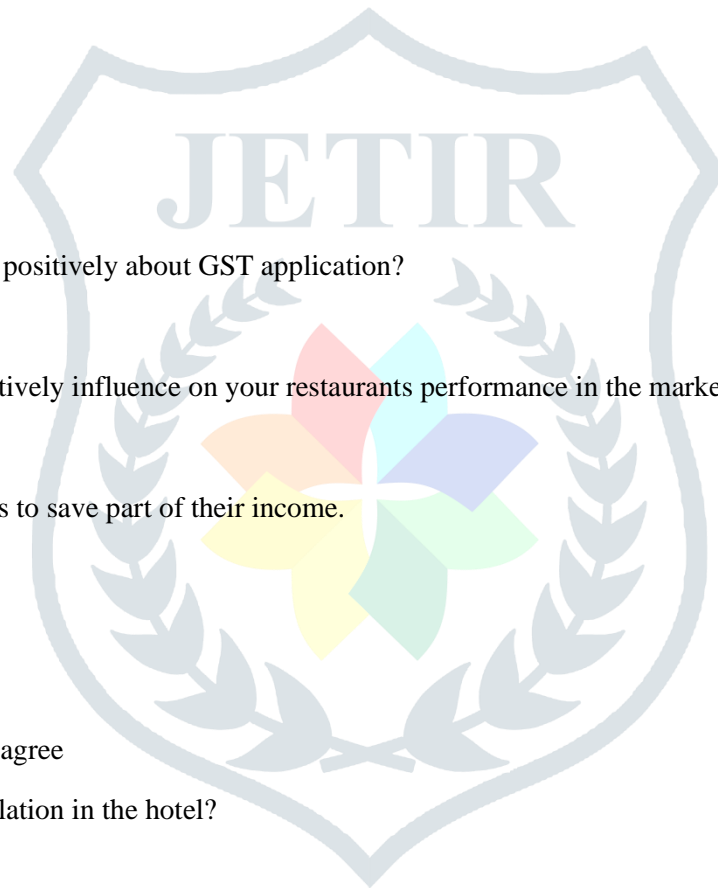 JETIR
positively about GST application?
tively influence on your restaurants performance in the marke
s to save part of their income.
agree
lation in the hotel?